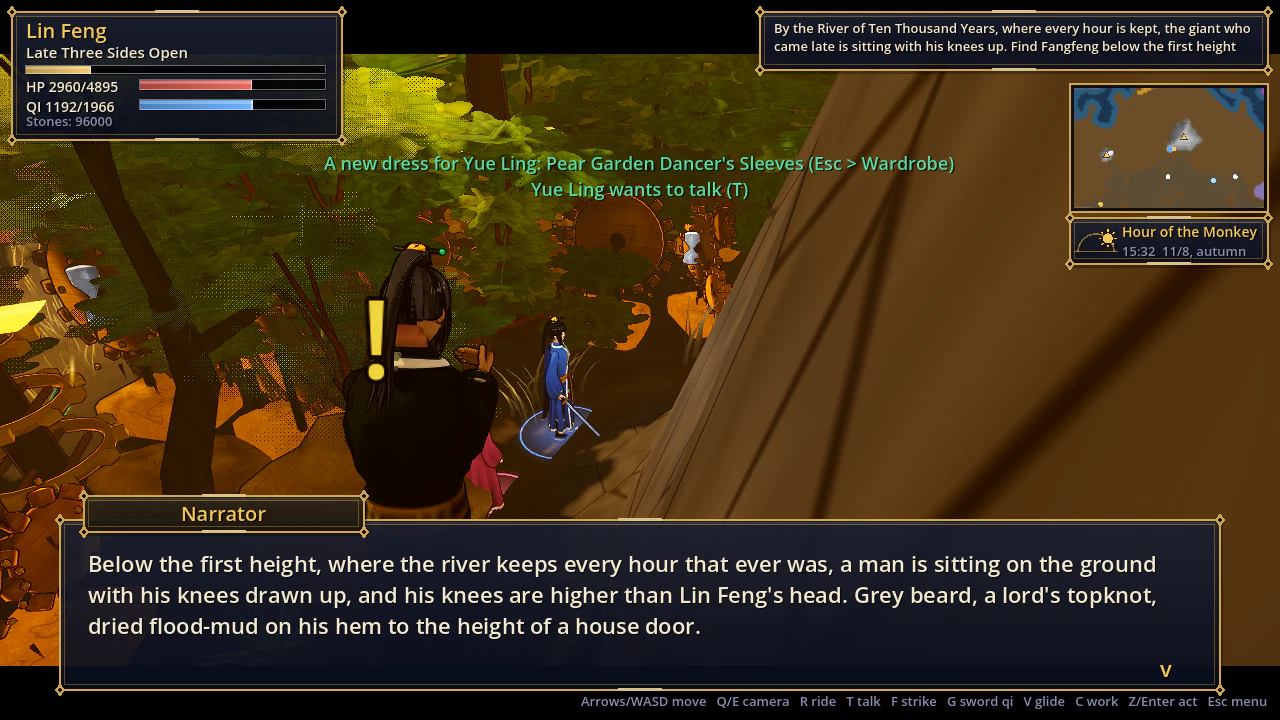 Lin Feng
Late Three Sides Open
HP 2960/4895
QI 1192/1966
Stones: 96000
By the River of Ten Thousand Years, where every hour is kept, the giant who
came late is sitting with his knees up. Find Fangfeng below the first height
Hour of the Monkey
15:32 11/8, autumn
A new dress for Yue Ling: Pear Garden Dancer's Sleeves (Esc > Wardrobe)
Yue Ling wants to talk (T)
Narrator
Below the first height, where the river keeps every hour that ever was, a man is sitting on the ground
with his knees drawn up, and his knees are higher than Lin Feng's head. Grey beard, a lord's topknot,
dried flood-mud on his hem to the height of a house door.
V
Arrows/WASD move Q/E camera R ride T talk F strike G sword qi V glide C work Z/Enter act Esc menu